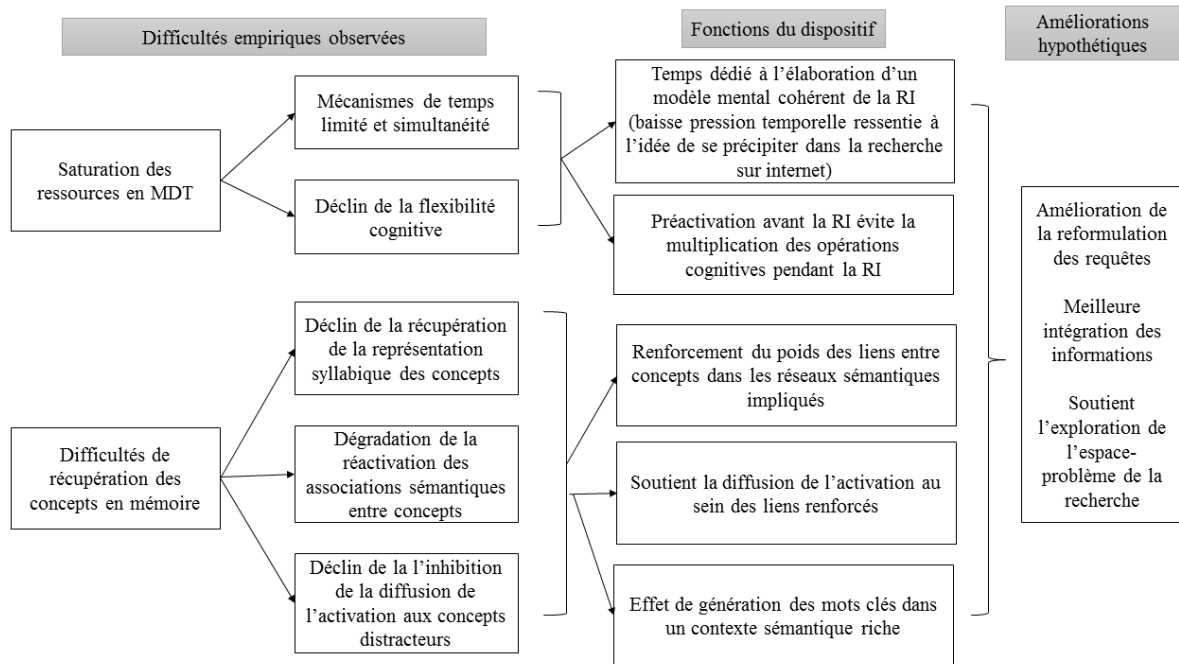 Difficultés empiriques observées
Fonctions du dispositif
Améliorations
hypothétiques
Saturation des
ressources en MDT
Mécanismes de temps
limité et simultanéité
Déclin de la flexibilité
cognitive
Temps dédié à l’élaboration d’un
modèle mental cohérent de la RI
(baisse pression temporelle ressentie à
l’idée de se précipiter dans la recherche
sur internet)
Préactivation avant la RI évite la
multiplication des opérations
cognitives pendant la RI
Difficultés de
récupération des
concepts en mémoire
Déclin de la récupération
de la représentation
syllabique des concepts
Dégradation de la
réactivation des
associations sémantiques
entre concepts
Déclin de la l’inhibition
de la diffusion de
l’activation aux concepts
distracteurs
Renforcement du poids des liens entre
concepts dans les réseaux sémantiques
impliqués
Soutient la diffusion de l’activation au
sein des liens renforcés
Effet de génération des mots clés dans
un contexte sémantique riche
Amélioration de
la reformulation
des requêtes
Meilleure
intégration des
informations
Soutient
l’exploration de
l’espace-
problème de la
recherche